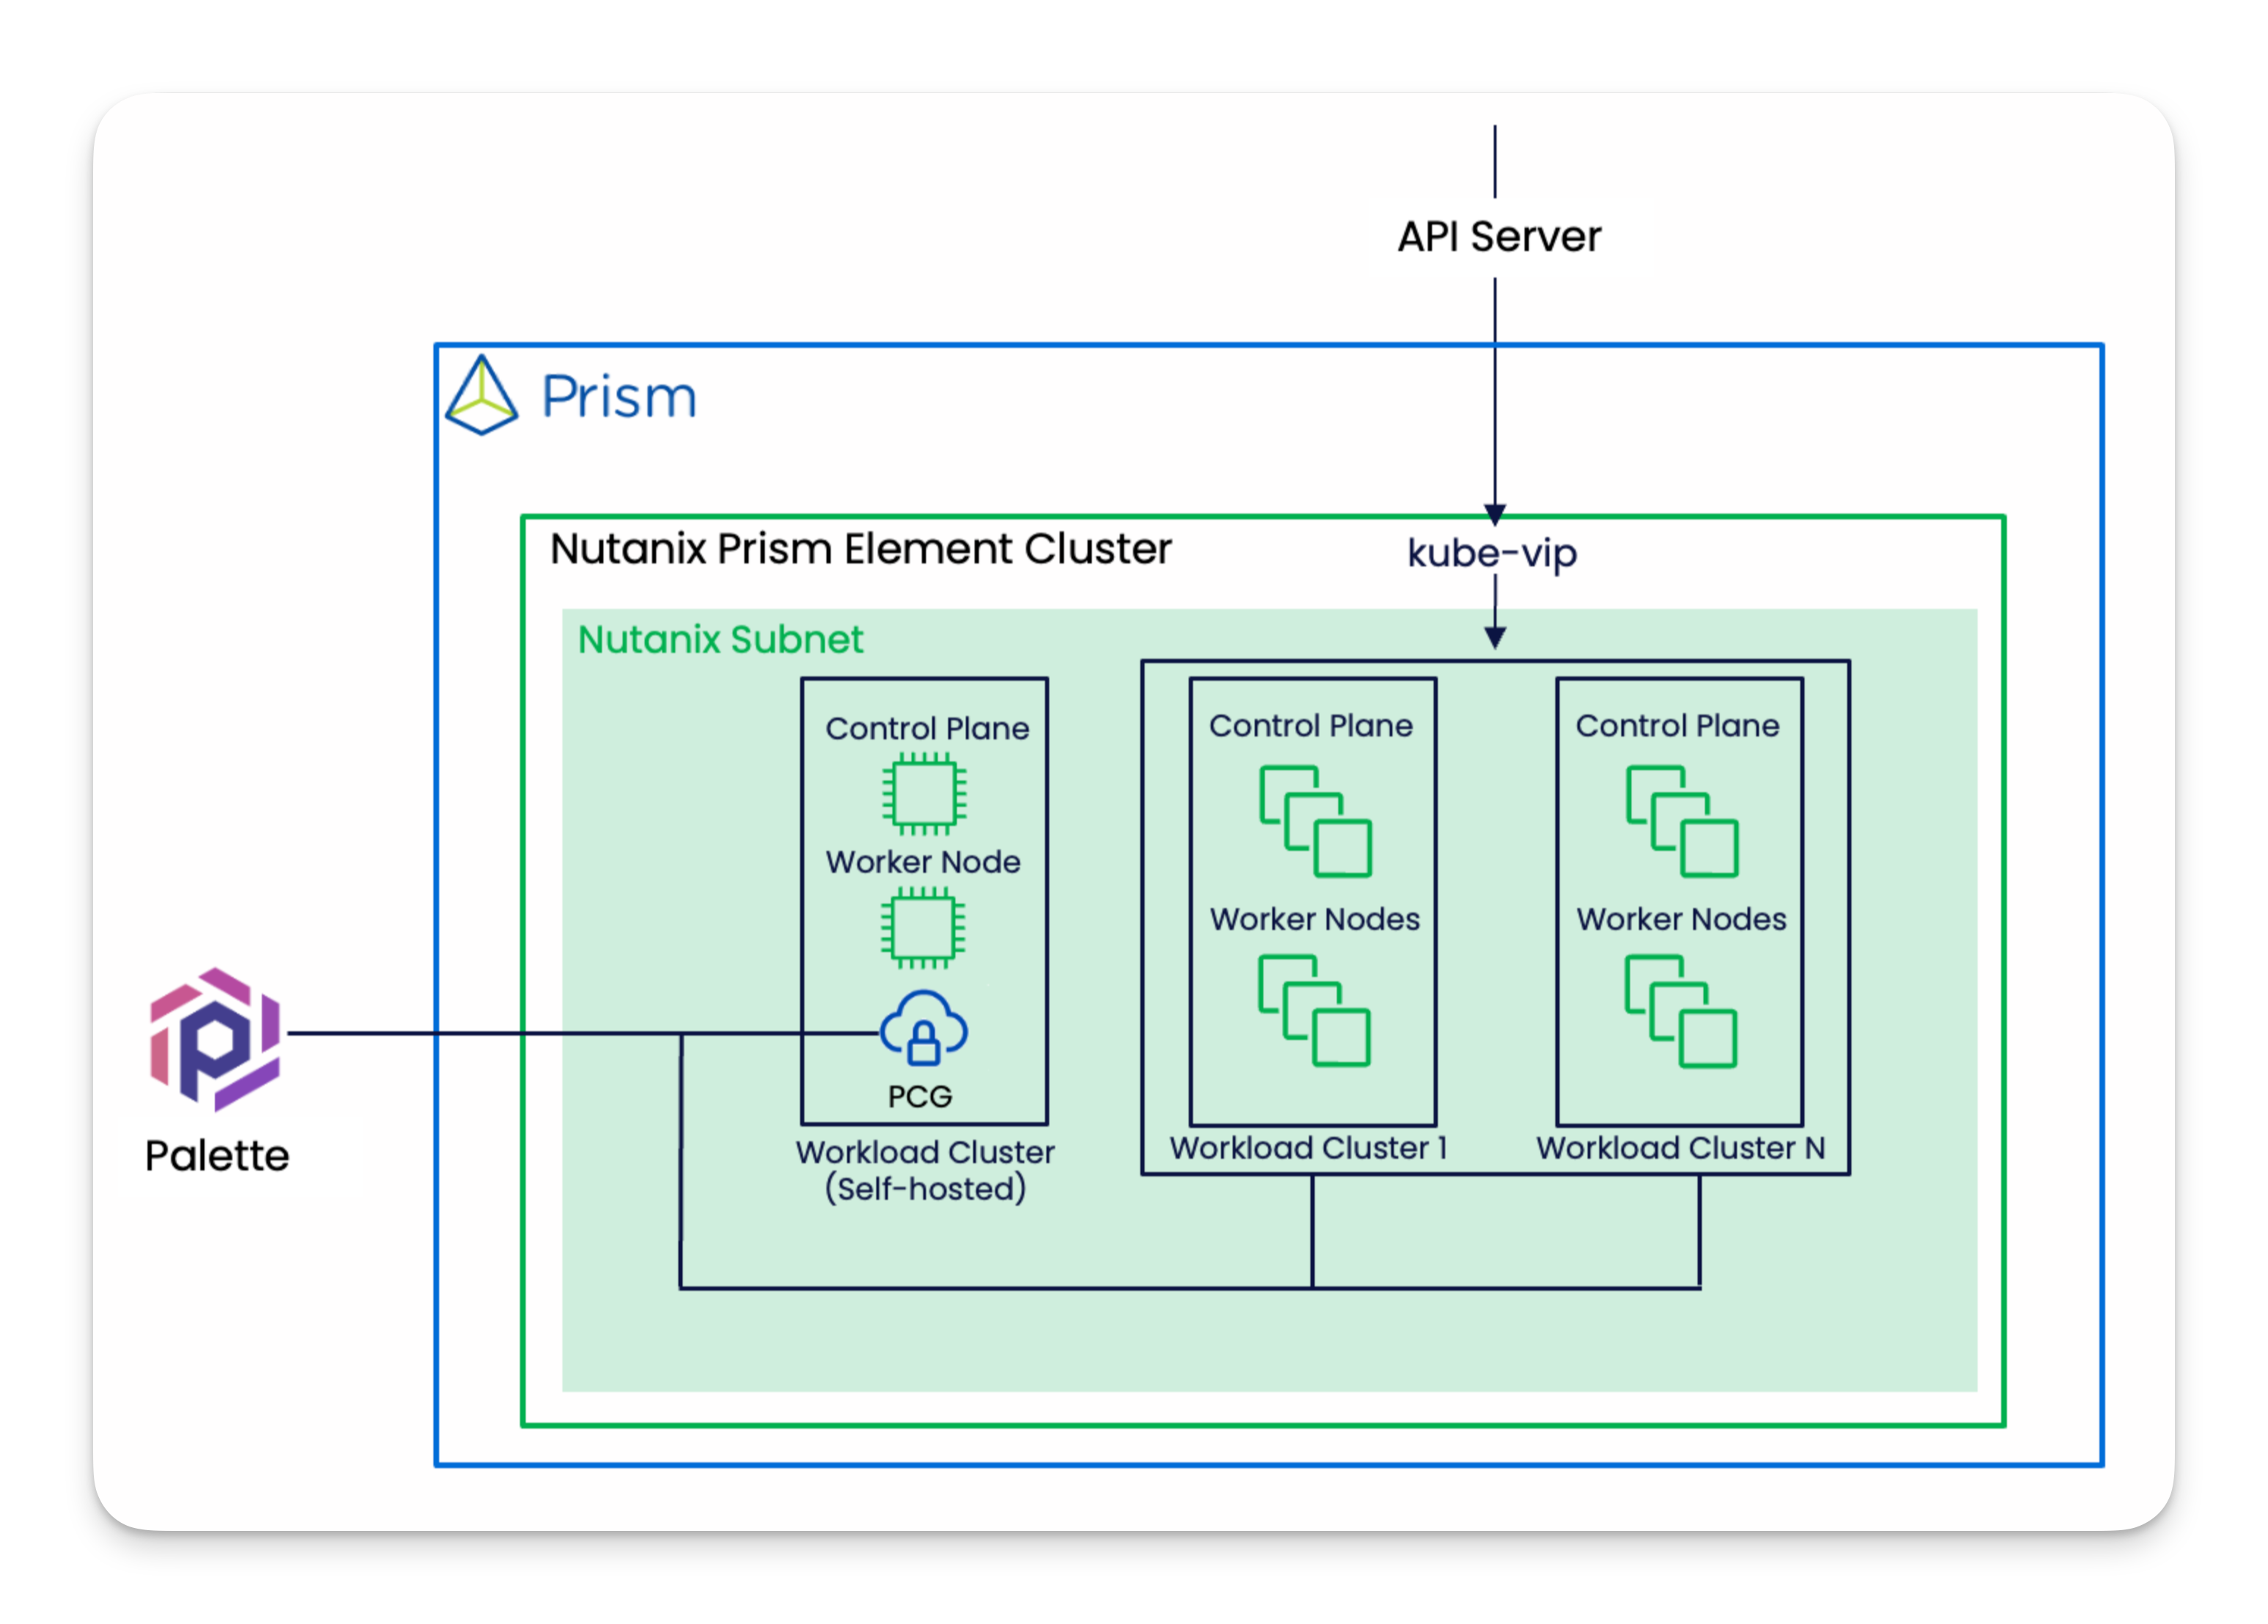 API Server
Prism
Nutanix Prism Element Cluster
kube-vip
Nutanix Subnet
Control Plane
Worker Node
PCG
Workload Cluster
(Self-hosted)
Control Plane
Worker Nodes
Workload Cluster 1
Control Plane
Worker Nodes
Workload Cluster N
Palette